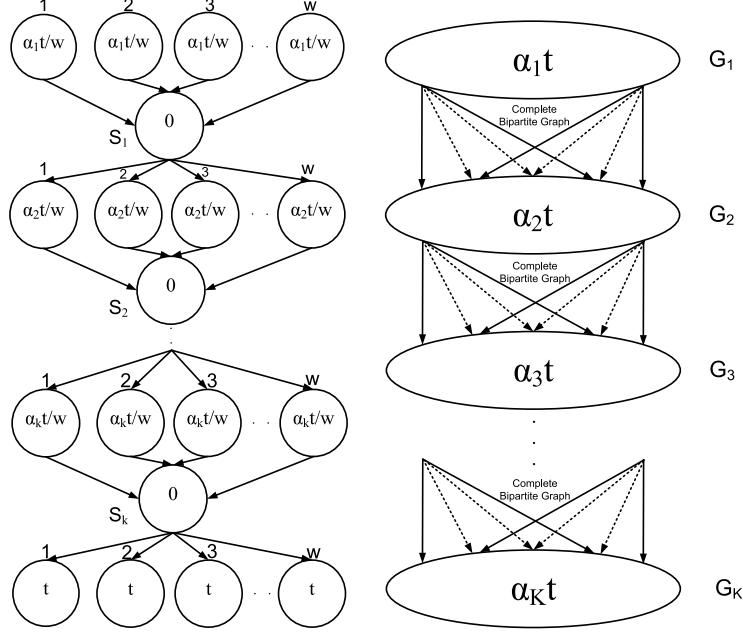 1 2 3 w
α₁t/w α₁t/w α₁t/w . . α₁t/w
0
S₁
1 2 3 w
α₂t/w α₂t/w α₂t/w . . α₂t/w
0
S₂
1 2 3 w
αₖt/w αₖt/w αₖt/w . . αₖt/w
0
Sₖ
1 2 3 w
t t t . . t
α₁t G₁
Complete
Bipartite Graph
α₂t G₂
Complete
Bipartite Graph
α₃t G₃
Complete
Bipartite Graph
α_Kt G_K